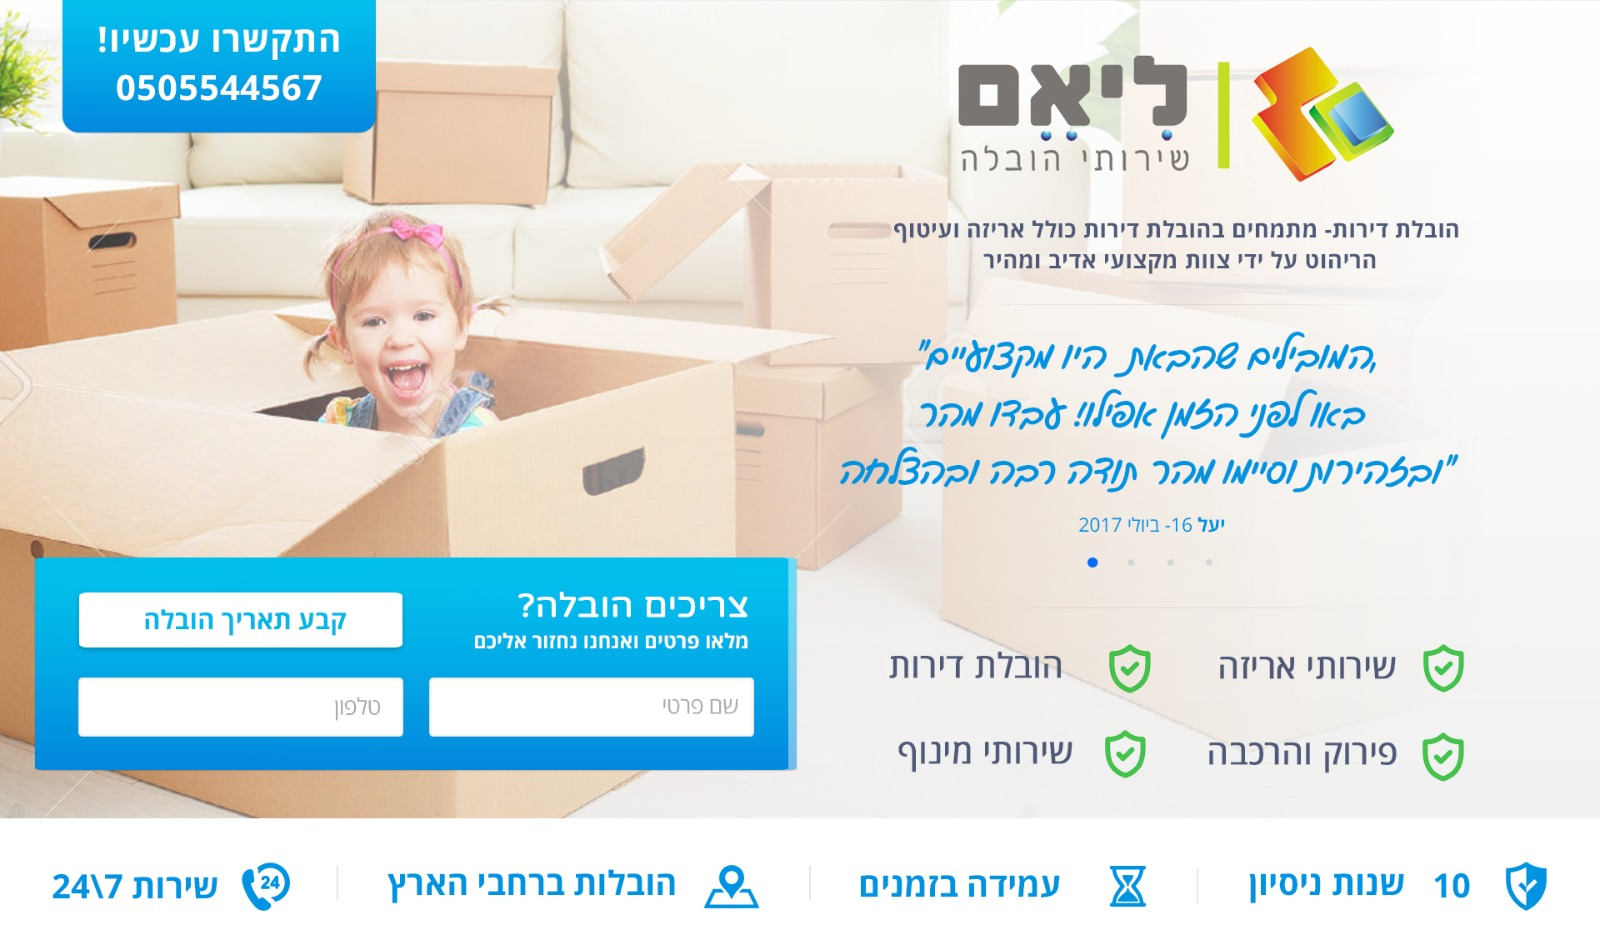 התקשרו עכשיו!
0505544567
לִיאֶם
שירותי הובלה
הובלת דירות- מתמחים בהובלת דירות כולל אריזה ועיטוף
הריהוט על ידי צוות מקצועי אדיב ומהיר
המובילים שהבאת היו מקצועיים",
באו לפני הזמן אפילו! עבדו מהר
"ובזהירות וסיימו מהר תודה רבה ובהצלחה
יעל 16- ביולי 2017
שירותי אריזה
הובלת דירות
פירוק והרכבה
שירותי מינוף
צריכים הובלה?
מלאו פרטים ואנחנו נחזור אליכם
קבע תאריך הובלה
שם פרטי
טלפון
10 שנות ניסיון
עמידה בזמנים
הובלות ברחבי הארץ
24
שירות 7\24